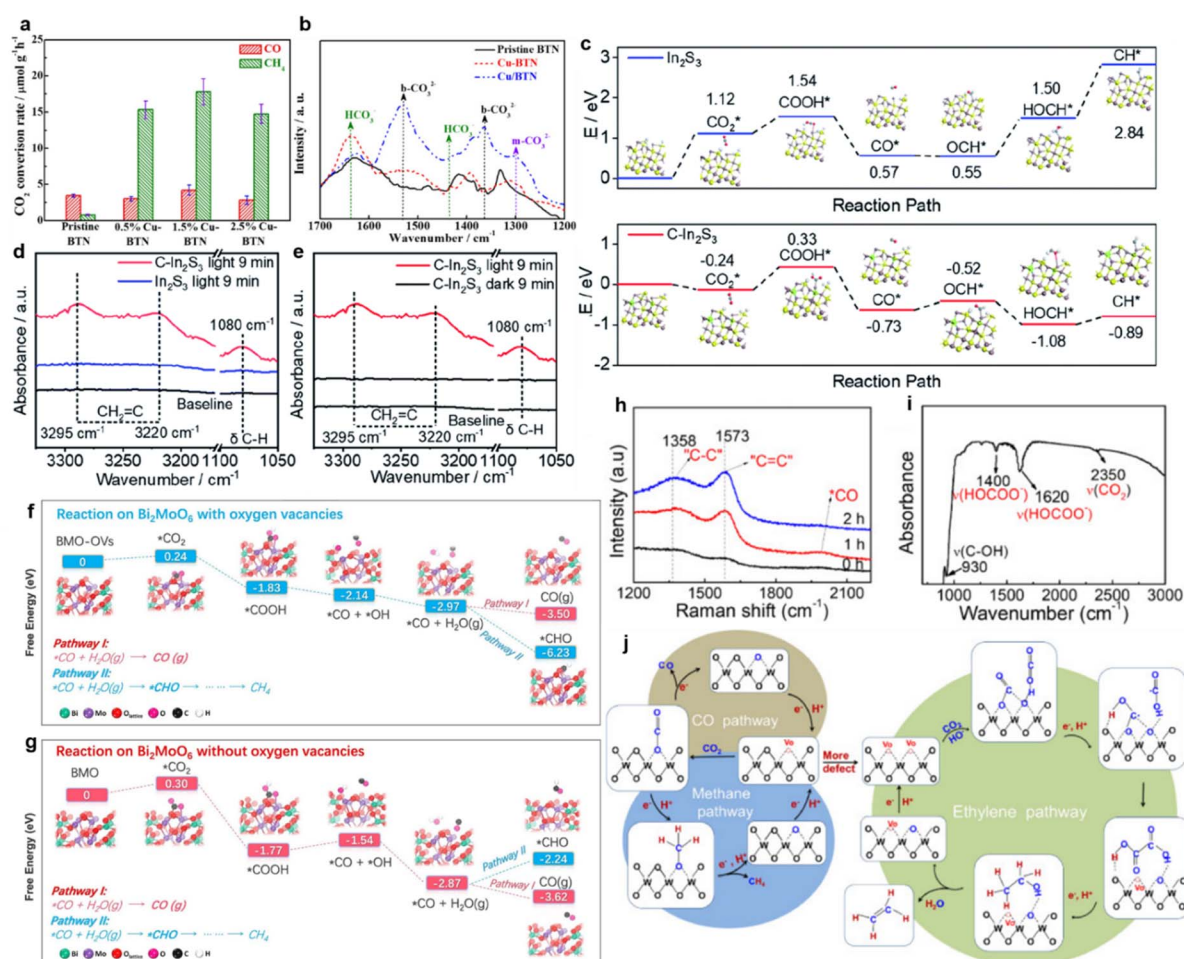 a
CO₂ converison rate / μmol g⁻¹h⁻¹
25
20
15
10
5
0
CO
CH₄
Pristine BTN
0.5% Cu-BTN
1.5% Cu-BTN
2.5% Cu-BTN
b
Intensity / a. u.
Pristine BTN
Cu-BTN
Cu/BTN
HCO₃⁻
b-CO₃²⁻
HCO₃⁻
b-CO₃²⁻
m-CO₃²⁻
1700 1600 1500 1400 1300 1200
Wavenumber / cm⁻¹
c
E / eV
3
2
1
0
In₂S₃
1.12
CO₂*
1.54
COOH*
CO*
0.57
OCH*
0.55
1.50
HOCH*
CH*
2.84
Reaction Path
E / eV
1
0
-1
-2
C-In₂S₃
-0.24
CO₂*
0.33
COOH*
CO*
-0.73
-0.52
OCH*
HOCH*
-1.08
CH*
-0.89
Reaction Path
d
Absorbance / a.u.
C-In₂S₃ light 9 min
In₂S₃ light 9 min
1080 cm⁻¹
CH₂=C
Baseline
δ C-H
3295 cm⁻¹
3220 cm⁻¹
3300 3250 3200 1100 1050
Wavenumber / cm⁻¹
e
Absorbance / a.u.
C-In₂S₃ light 9 min
C-In₂S₃ dark 9 min
1080 cm⁻¹
CH₂=C
Baseline
δ C-H
3295 cm⁻¹
3220 cm⁻¹
3300 3250 3200 1100 1050
Wavenumber / cm⁻¹
f
Reaction on Bi₂MoO₆ with oxygen vacancies
Free Energy (eV)
BMO-OVs
0
*CO₂
0.24
-1.83
*COOH
-2.14
*CO + *OH
-2.97
*CO + H₂O(g)
Pathway I
CO(g)
-3.50
Pathway II
*CHO
-6.23
Pathway I:
*CO + H₂O(g) → CO (g)
Pathway II:
*CO + H₂O(g) → *CHO → ······ → CH₄
Bi Mo O O C H
g
Reaction on Bi₂MoO₆ without oxygen vacancies
Free Energy (eV)
BMO
0
*CO₂
0.30
-1.77
*COOH
-1.54
*CO + *OH
-2.87
*CO + H₂O(g)
Pathway II
*CHO
-2.24
Pathway I
CO(g)
-3.62
Pathway I:
*CO + H₂O(g) → CO (g)
Pathway II:
*CO + H₂O(g) → *CHO → ······ → CH₄
Bi Mo O O C H
h
Intensity (a.u)
1358
"C-C"
1573
"C=C"
*CO
2 h
1 h
0 h
1200 1500 1800 2100
Raman shift (cm⁻¹)
i
Absorbance
1400
ν(HOCOO⁻)
1620
ν(HOCOO⁻)
2350
ν(CO₂)
ν(C-OH)
930
1000 1500 2000 2500 3000
Wavenumber (cm⁻¹)
j
CO
e⁻
e⁻ H⁺
CO pathway
CO₂
Vo
Methane pathway
e⁻ H⁺
e⁻ H⁺
e⁻, H⁺
CH₄
More defect
Vo Vo
CO₂
HO⁻
e⁻, H⁺
Ethylene pathway
e⁻ H⁺
Vo
H₂O
e⁻, H⁺
Vo
Vo